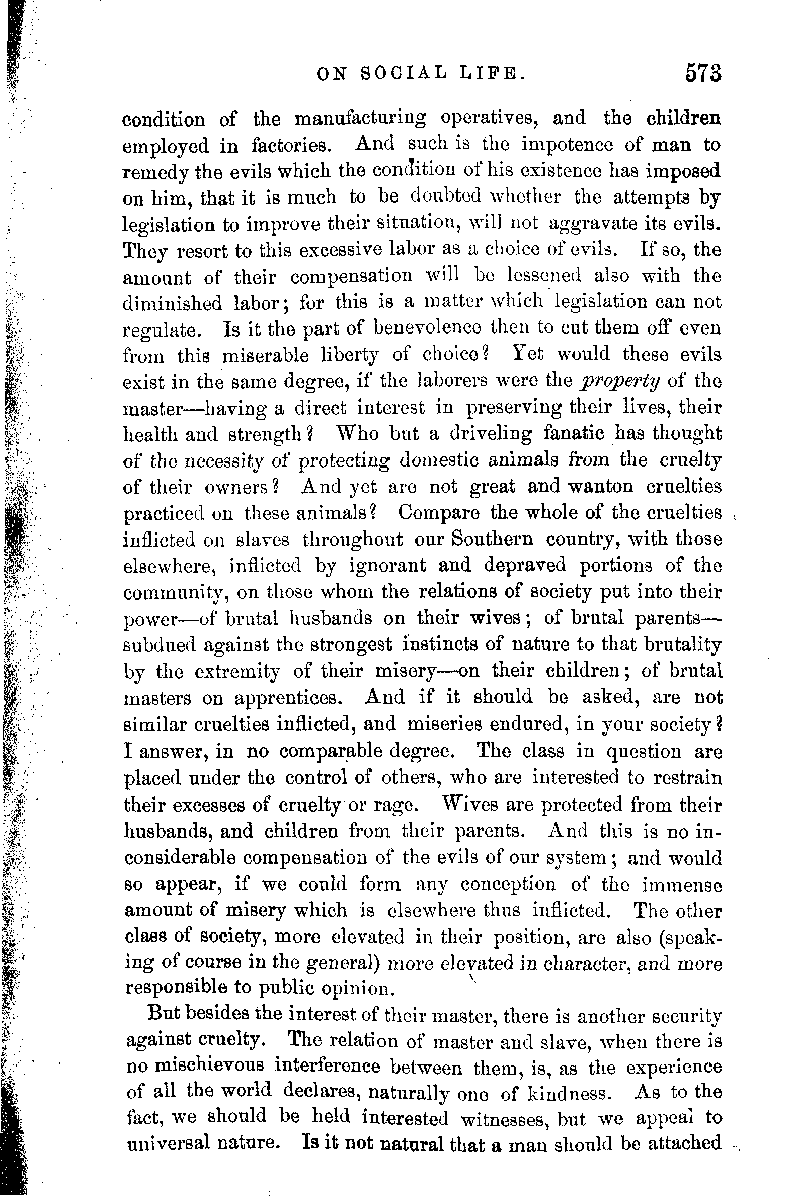 ON SOCIAL LIFE. 573
condition of the manufacturing operatives, and the children
employed in factories. And such is the impotence of man to
remedy the evils which the condition of his existence has imposed
on him, that it is much to be doubted whether the attempts by
legislation to improve their situation, will not aggravate its evils.
They resort to this excessive labor as a choice of evils. If so, the
amount of their compensation will be lessened also with the
diminished labor; for this is a matter which legislation can not
regulate. Is it the part of benevolence then to cut them off even
from this miserable liberty of choice? Yet would these evils
exist in the same degree, if the laborers were the property of the
master—having a direct interest in preserving their lives, their
health and strength? Who but a driveling fanatic has thought
of the necessity of protecting domestic animals from the cruelty
of their owners? And yet are not great and wanton cruelties
practiced on these animals? Compare the whole of the cruelties
inflicted on slaves throughout our Southern country, with those
elsewhere, inflicted by ignorant and depraved portions of the
community, on those whom the relations of society put into their
power—of brutal husbands on their wives; of brutal parents—
subdued against the strongest instincts of nature to that brutality
by the extremity of their misery—on their children; of brutal
masters on apprentices. And if it should be asked, are not
similar cruelties inflicted, and miseries endured, in your society?
I answer, in no comparable degree. The class in question are
placed under the control of others, who are interested to restrain
their excesses of cruelty or rage. Wives are protected from their
husbands, and children from their parents. And this is no in-
considerable compensation of the evils of our system; and would
so appear, if we could form any conception of the immense
amount of misery which is elsewhere thus inflicted. The other
class of society, more elevated in their position, are also (speak-
ing of course in the general) more elevated in character, and more
responsible to public opinion.
But besides the interest of their master, there is another security
against cruelty. The relation of master and slave, when there is
no mischievous interference between them, is, as the experience
of all the world declares, naturally one of kindness. As to the
fact, we should be held interested witnesses, but we appeal to
universal nature. Is it not natural that a man should be attached